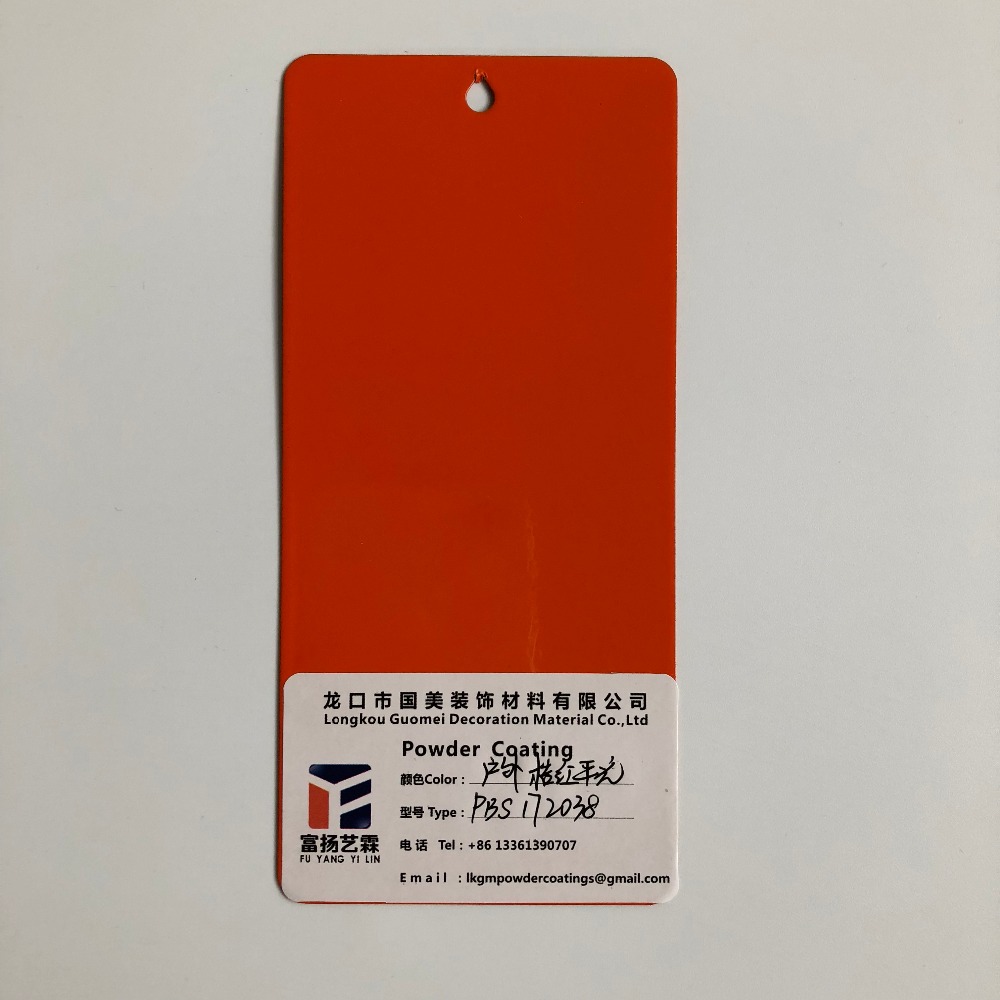 龙口市国美装饰材料有限公司
Longkou Guomei Decoration Material Co.,Ltd
Powder Coating
颜色Color : 户外 桔红平光
型号 Type : PBS 172038
富扬艺霖
FU YANG YI LIN
电话 Tel : +86 13361390707
Email : lkgmpowdercoatings@gmail.com